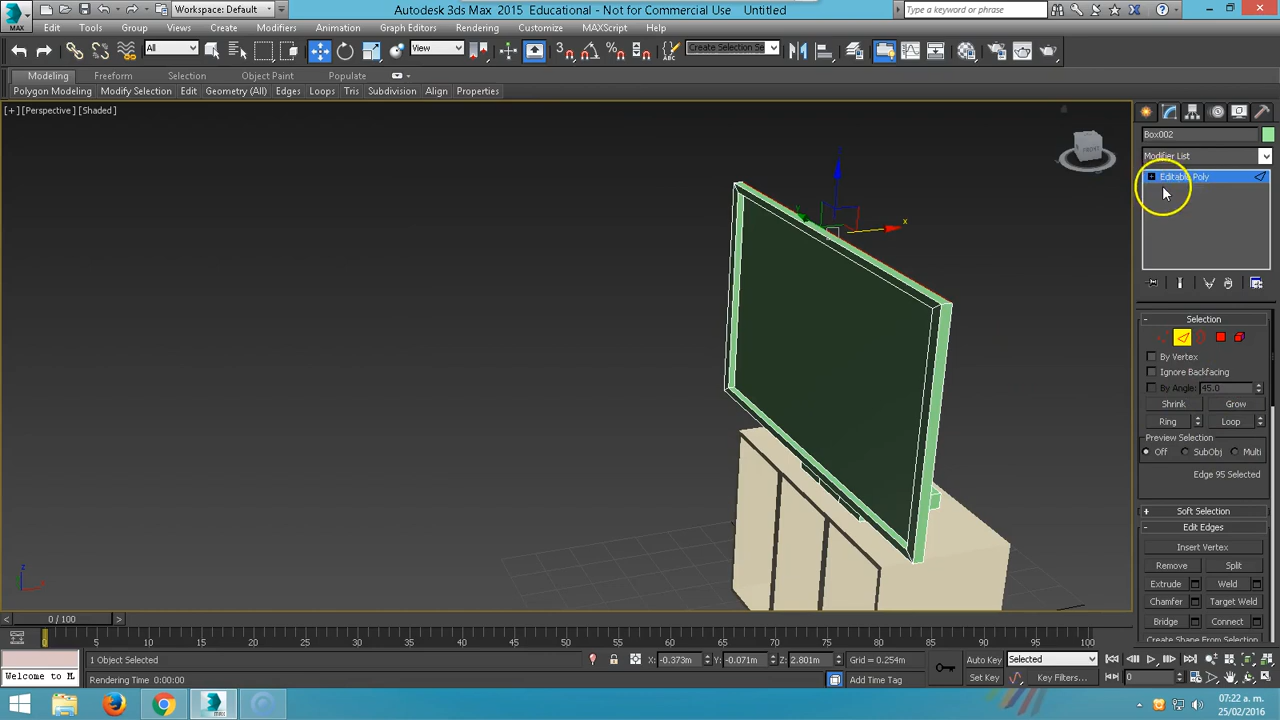 Autodesk 3ds Max 2015 Educational - Not for Commercial Use Untitled
Workspace: Default
Type a keyword or phrase
MAX
Edit Tools Group Views Create Modifiers Animation Graph Editors Rendering Customize MAXScript Help
All
View
Create Selection Se
Modeling Freeform Selection Object Paint Populate
Polygon Modeling Modify Selection Edit Geometry (All) Edges Loops Tris Subdivision Align Properties
[+] [Perspective] [Shaded]
FRONT
Box002
Modifier List
Editable Poly
z
x
Selection
By Vertex
Ignore Backfacing
By Angle: 45.0
Shrink Grow
Ring Loop
Preview Selection
Off SubObj Multi
Edge 95 Selected
Soft Selection
Edit Edges
Insert Vertex
Remove Split
Extrude Weld
Chamfer Target Weld
Bridge Connect
Create Shape From Selection
0 / 100
0 5 10 15 20 25 30 35 40 45 50 55 60 65 70 75 80 85 90 95 100
1 Object Selected
X: -0.373m Y: -0.071m Z: 2.801m Grid = 0.254m
Auto Key Selected
Welcome to M
Rendering Time 0:00:00
Add Time Tag
Set Key Key Filters...
0
07:22 a. m.
25/02/2016